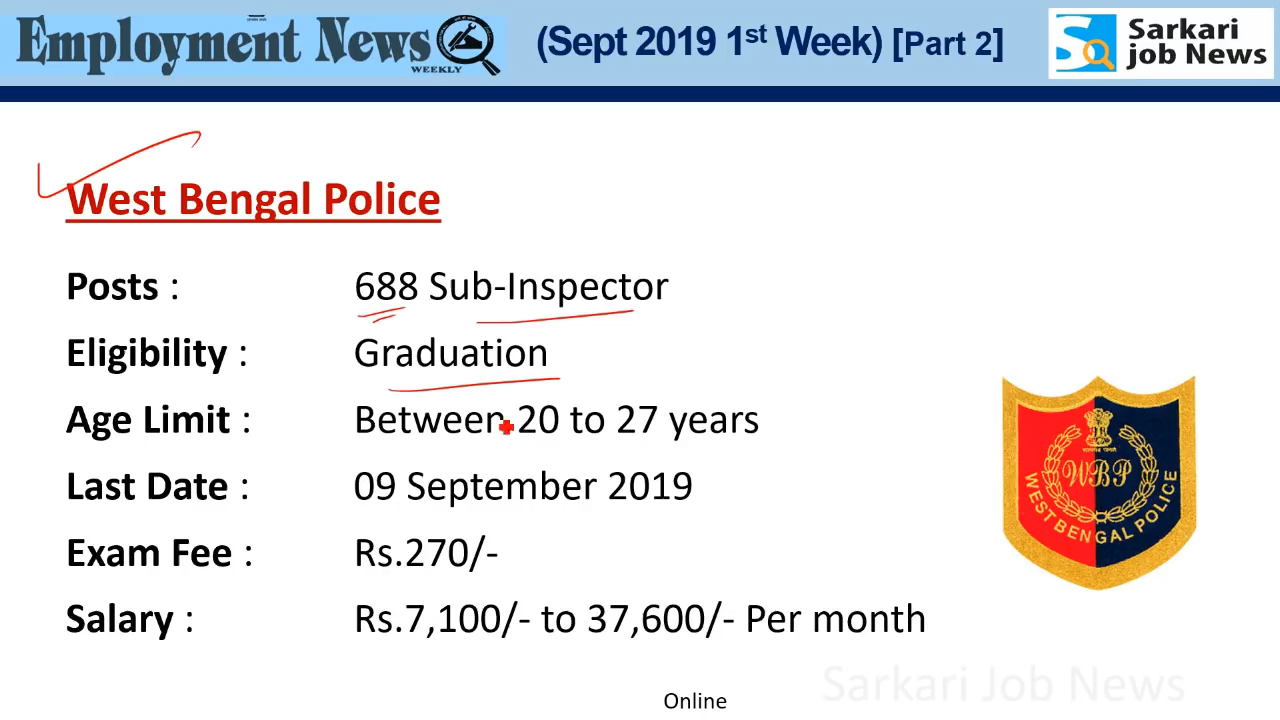 Employment News
WEEKLY
(Sept 2019 1st Week) [Part 2]
Sarkari
job News
West Bengal Police
Posts : 688 Sub-Inspector
Eligibility : Graduation
Age Limit : Between 20 to 27 years
Last Date : 09 September 2019
Exam Fee : Rs.270/-
Salary : Rs.7,100/- to 37,600/- Per month
WBP
WEST BENGAL POLICE
Sarkari Job News
Online